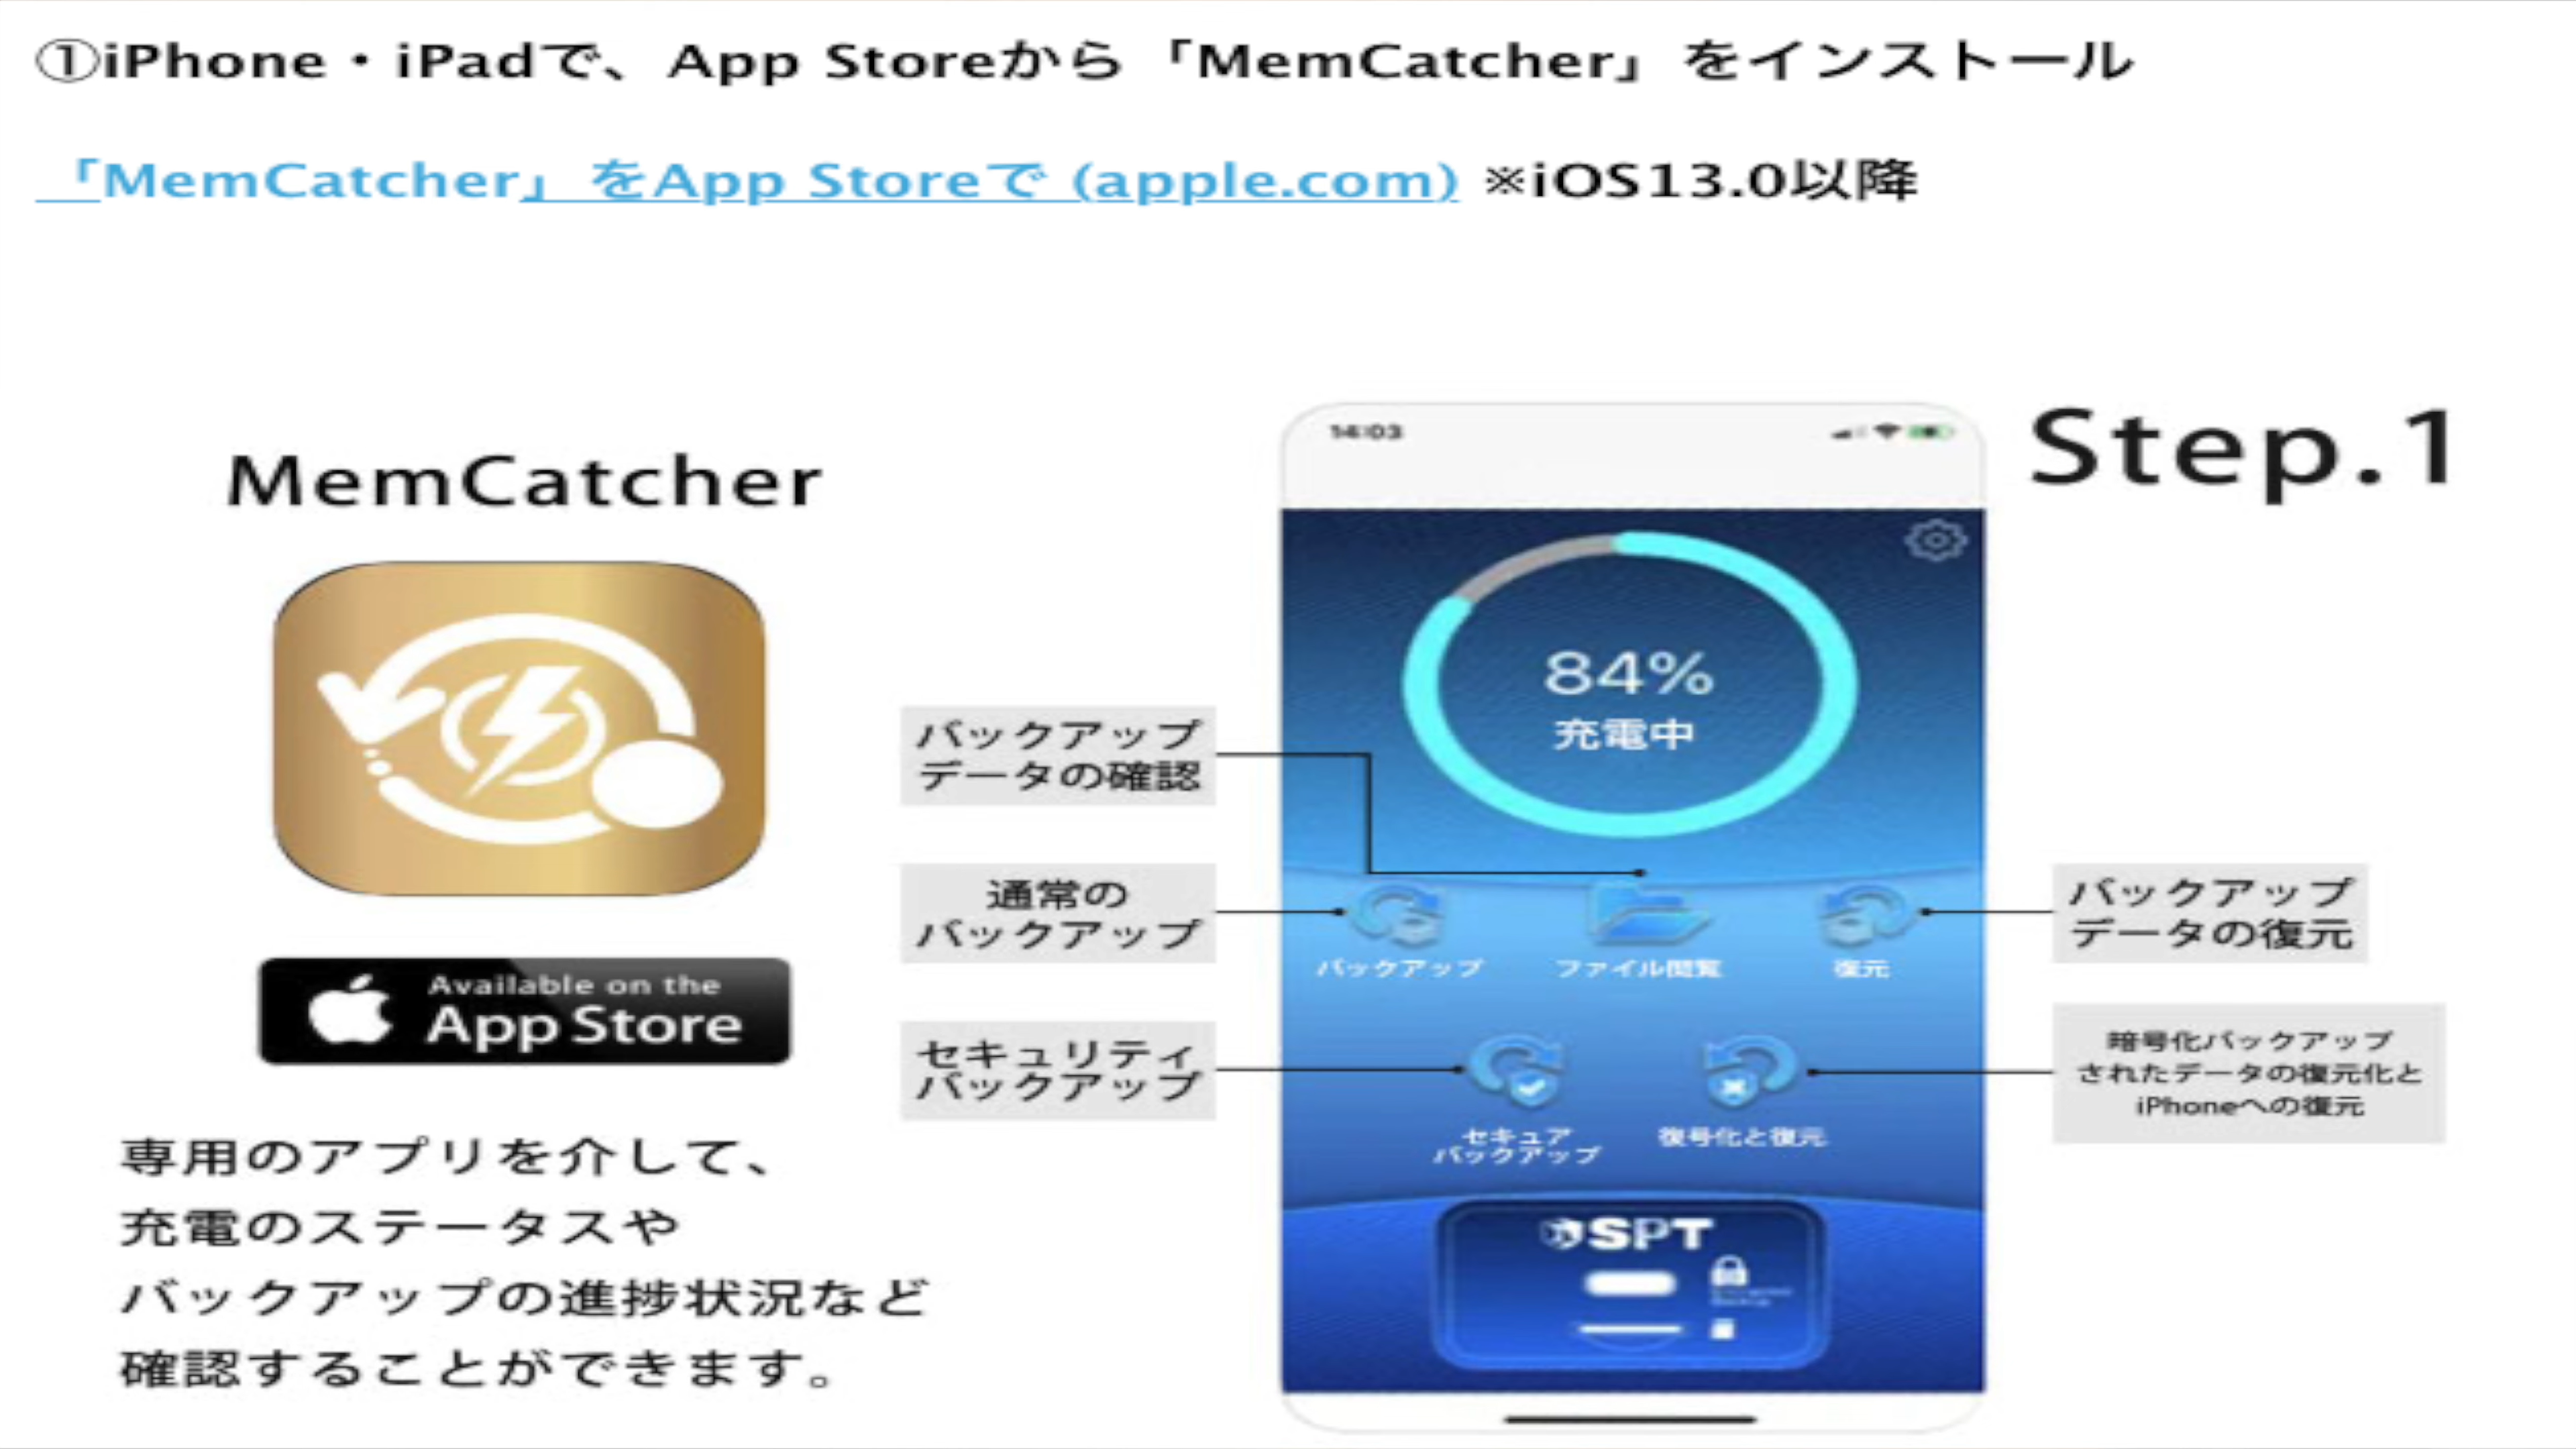 ①iPhone・iPadで、App Storeから「MemCatcher」をインストール
「MemCatcher」をApp Storeで (apple.com) ※iOS13.0以降
Step.1
MemCatcher
Available on the
App Store
専用のアプリを介して、
充電のステータスや
バックアップの進捗状況など
確認することができます。
バックアップ
データの確認
通常の
バックアップ
セキュリティ
バックアップ
14:03
84%
充電中
バックアップ
ファイル閲覧
復元
セキュア
バックアップ
復号化と復元
SPT
バックアップ
データの復元
暗号化バックアップ
されたデータの復元化と
iPhoneへの復元